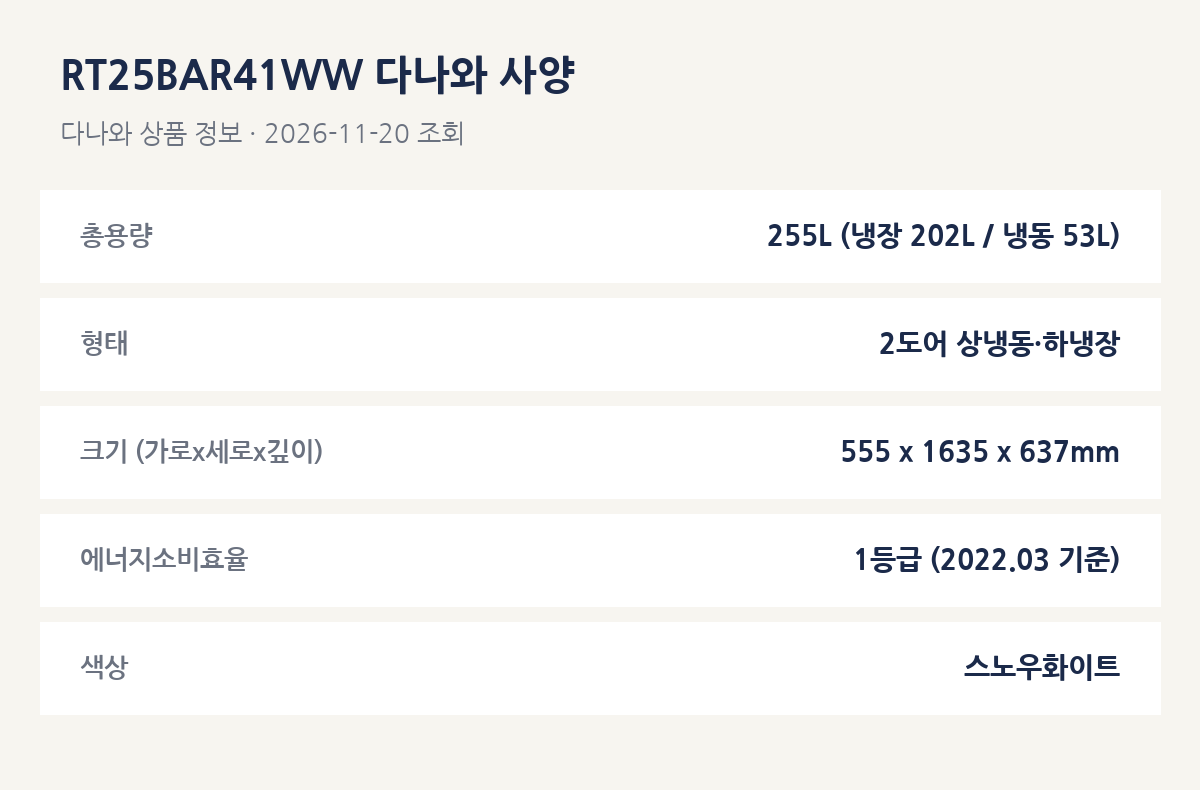 RT25BAR41WW 다나와 사양
다나와 상품 정보 · 2026-11-20 조회
총용량 255L (냉장 202L / 냉동 53L)
형태 2도어 상냉동·하냉장
크기 (가로x세로x깊이) 555 x 1635 x 637mm
에너지소비효율 1등급 (2022.03 기준)
색상 스노우화이트